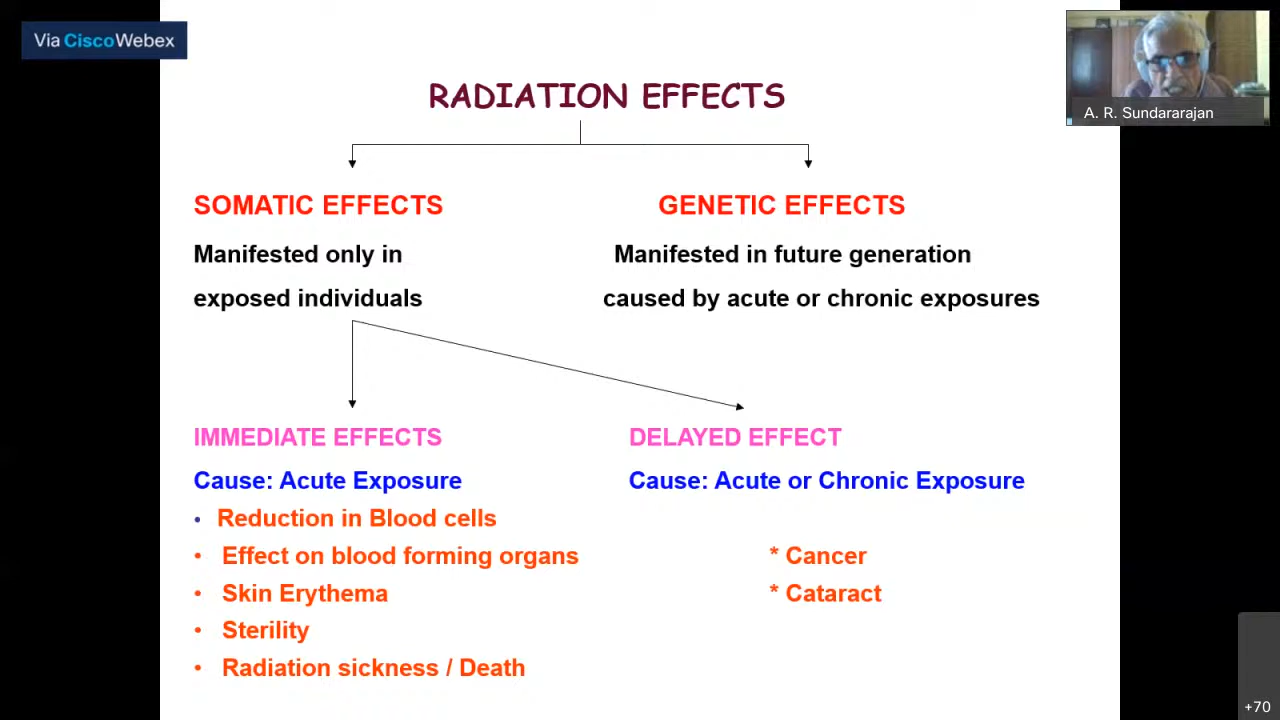 Via Cisco Webex
A. R. Sundararajan
RADIATION EFFECTS
SOMATIC EFFECTS
Manifested only in
exposed individuals
GENETIC EFFECTS
Manifested in future generation
caused by acute or chronic exposures
IMMEDIATE EFFECTS
Cause: Acute Exposure
• Reduction in Blood cells
• Effect on blood forming organs
• Skin Erythema
• Sterility
• Radiation sickness / Death
DELAYED EFFECT
Cause: Acute or Chronic Exposure
* Cancer
* Cataract
+70